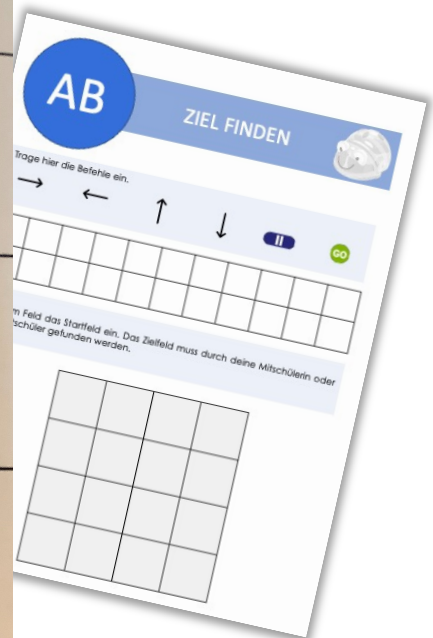 AB
ZIEL FINDEN
Trage hier die Befehle ein.
GO
Feld das Startfeld ein. Das Zielfeld muss durch deine Mitschülerin oder
gefunden werden.